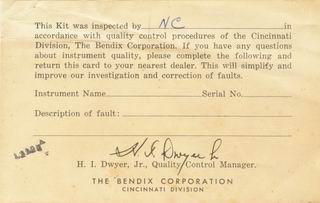 This Kit was inspected by NC in
accordance with quality control procedures of the Cincinnati
Division, The Bendix Corporation. If you have any questions
about instrument quality, please complete the following and
return this card to your nearest dealer. This will simplify and
improve our investigation and correction of faults.
Instrument Name Serial No.
Description of fault:
H. I. Dwyer Jr
H. I. Dwyer, Jr., Quality Control Manager.
THE BENDIX CORPORATION
CINCINNATI DIVISION